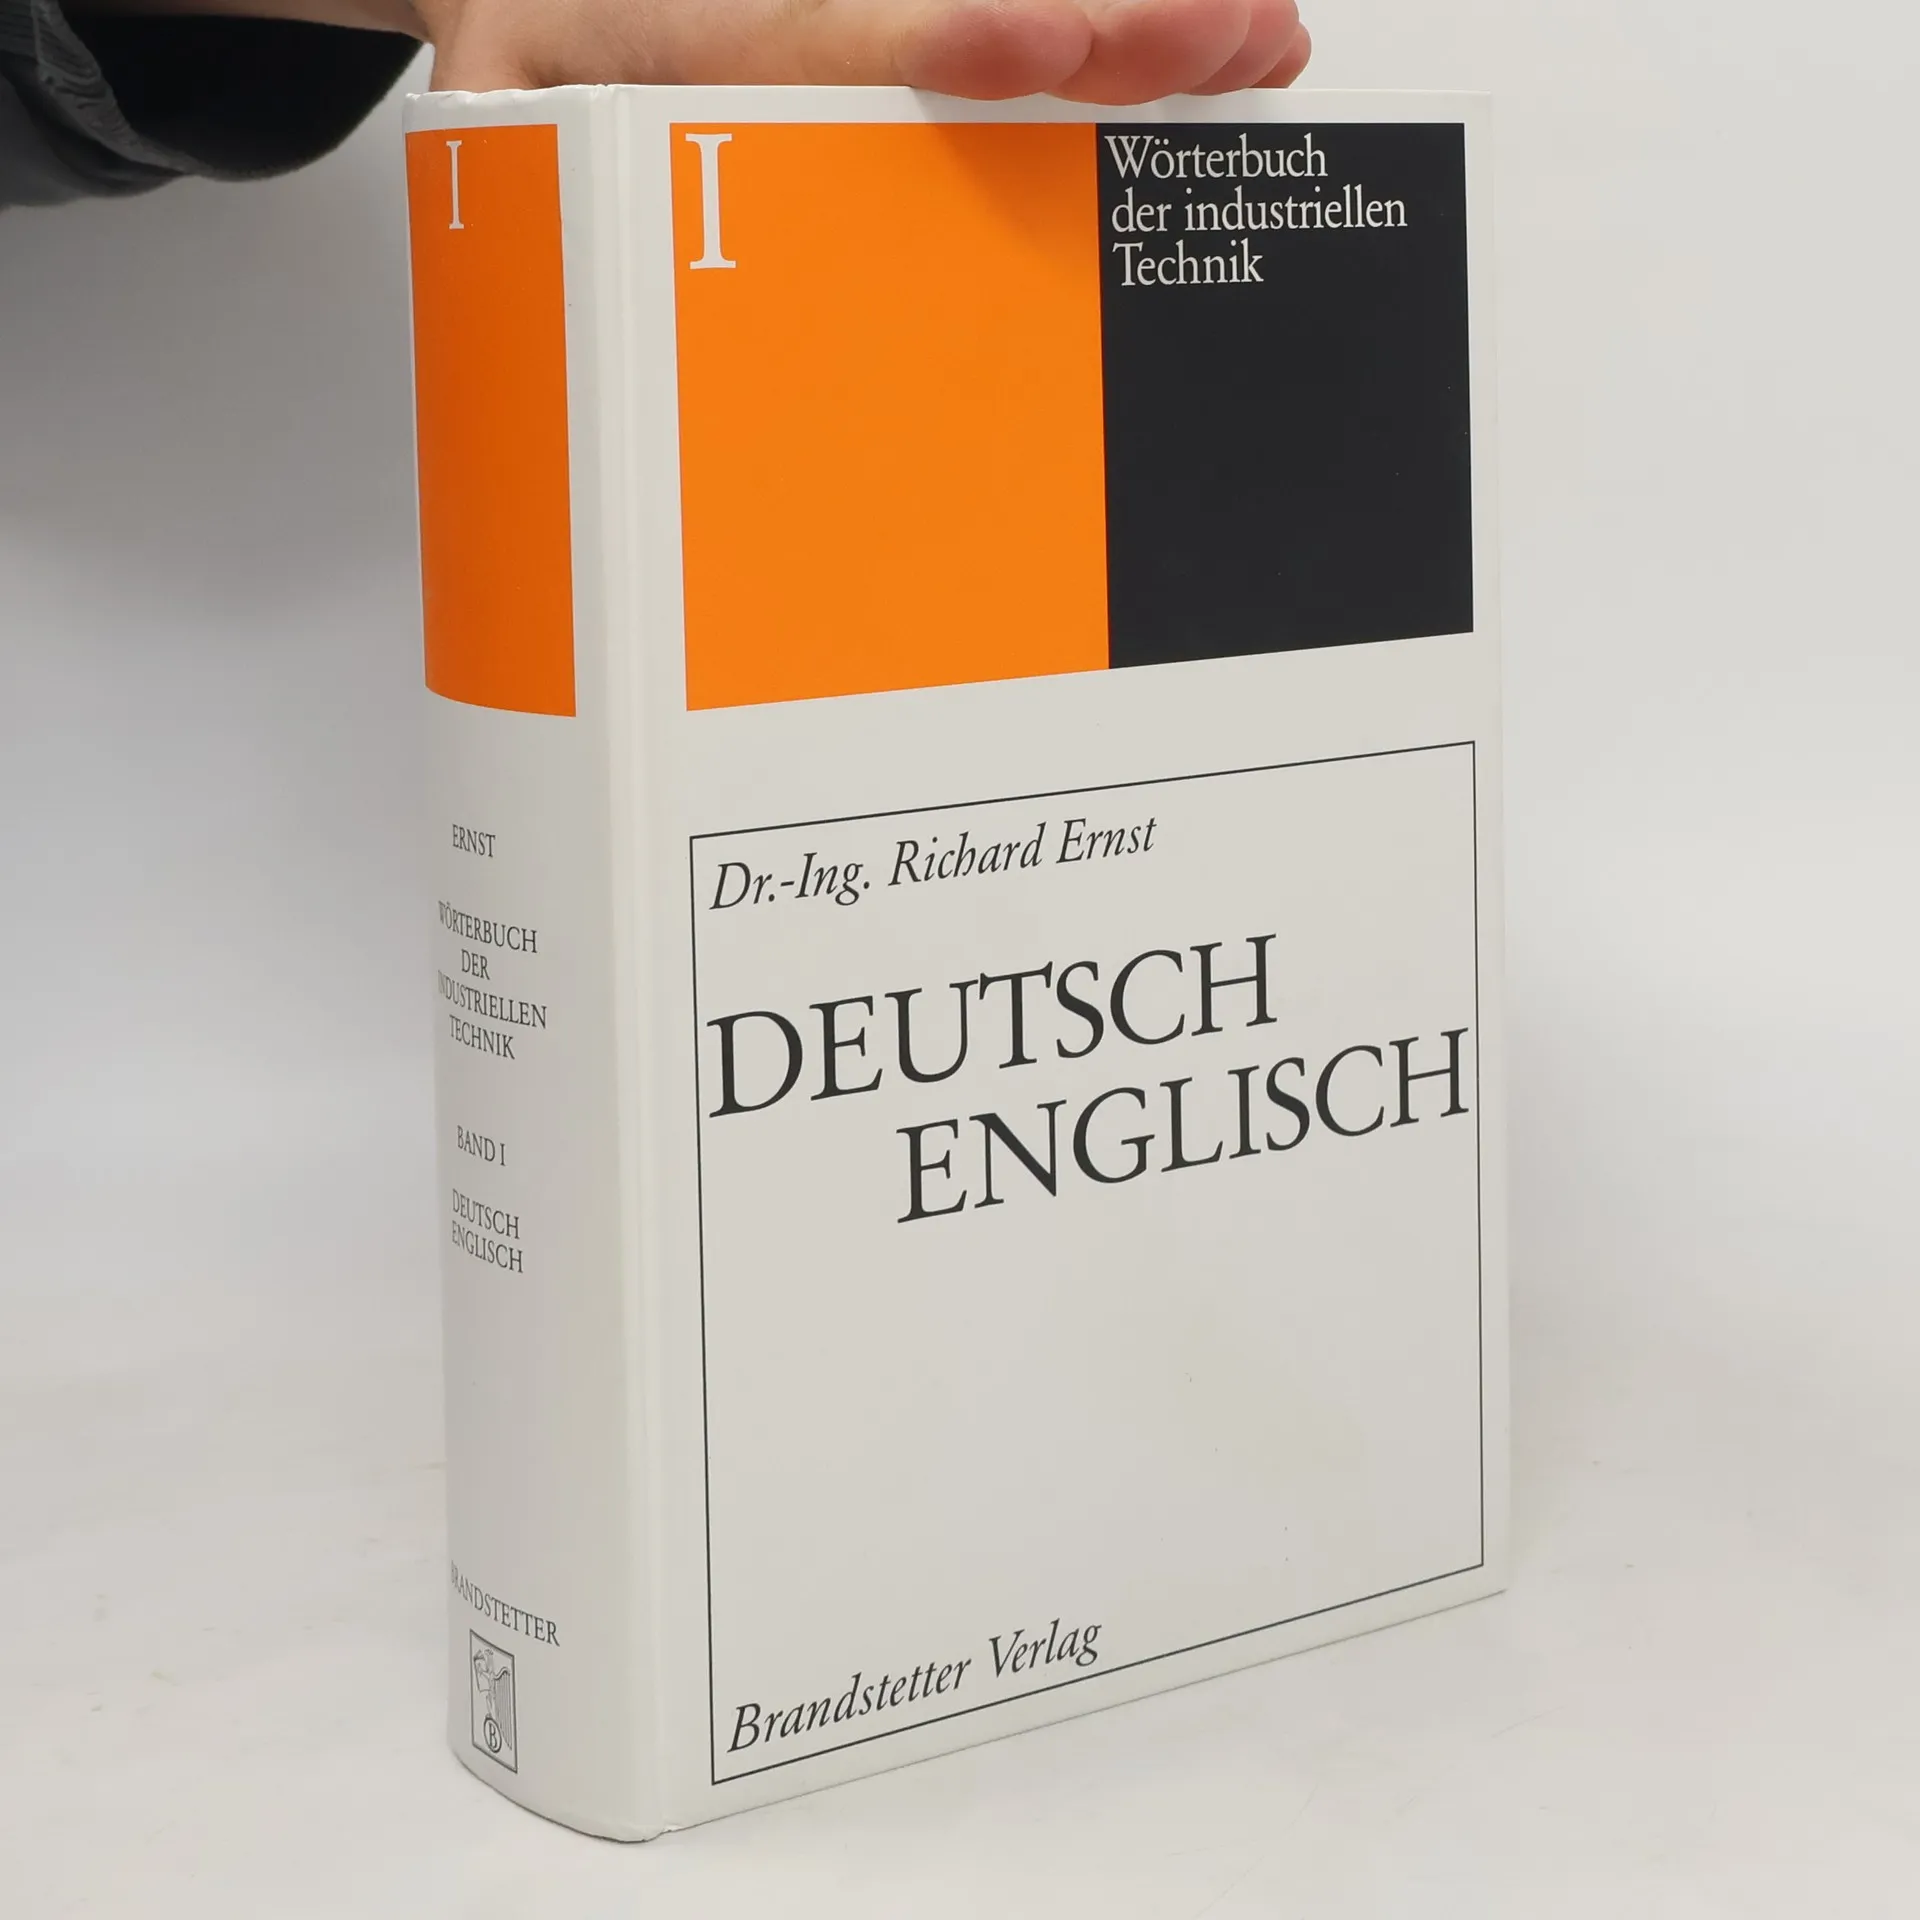 I
ERNST
WÖRTERBUCH
DER
INDUSTRIELLEN
TECHNIK
BAND I
DEUTSCH
ENGLISCH
BRANDSTETTER
B
I
Wörterbuch
der industriellen
Technik
Dr.-Ing. Richard Ernst
DEUTSCH
ENGLISCH
Brandstetter Verlag